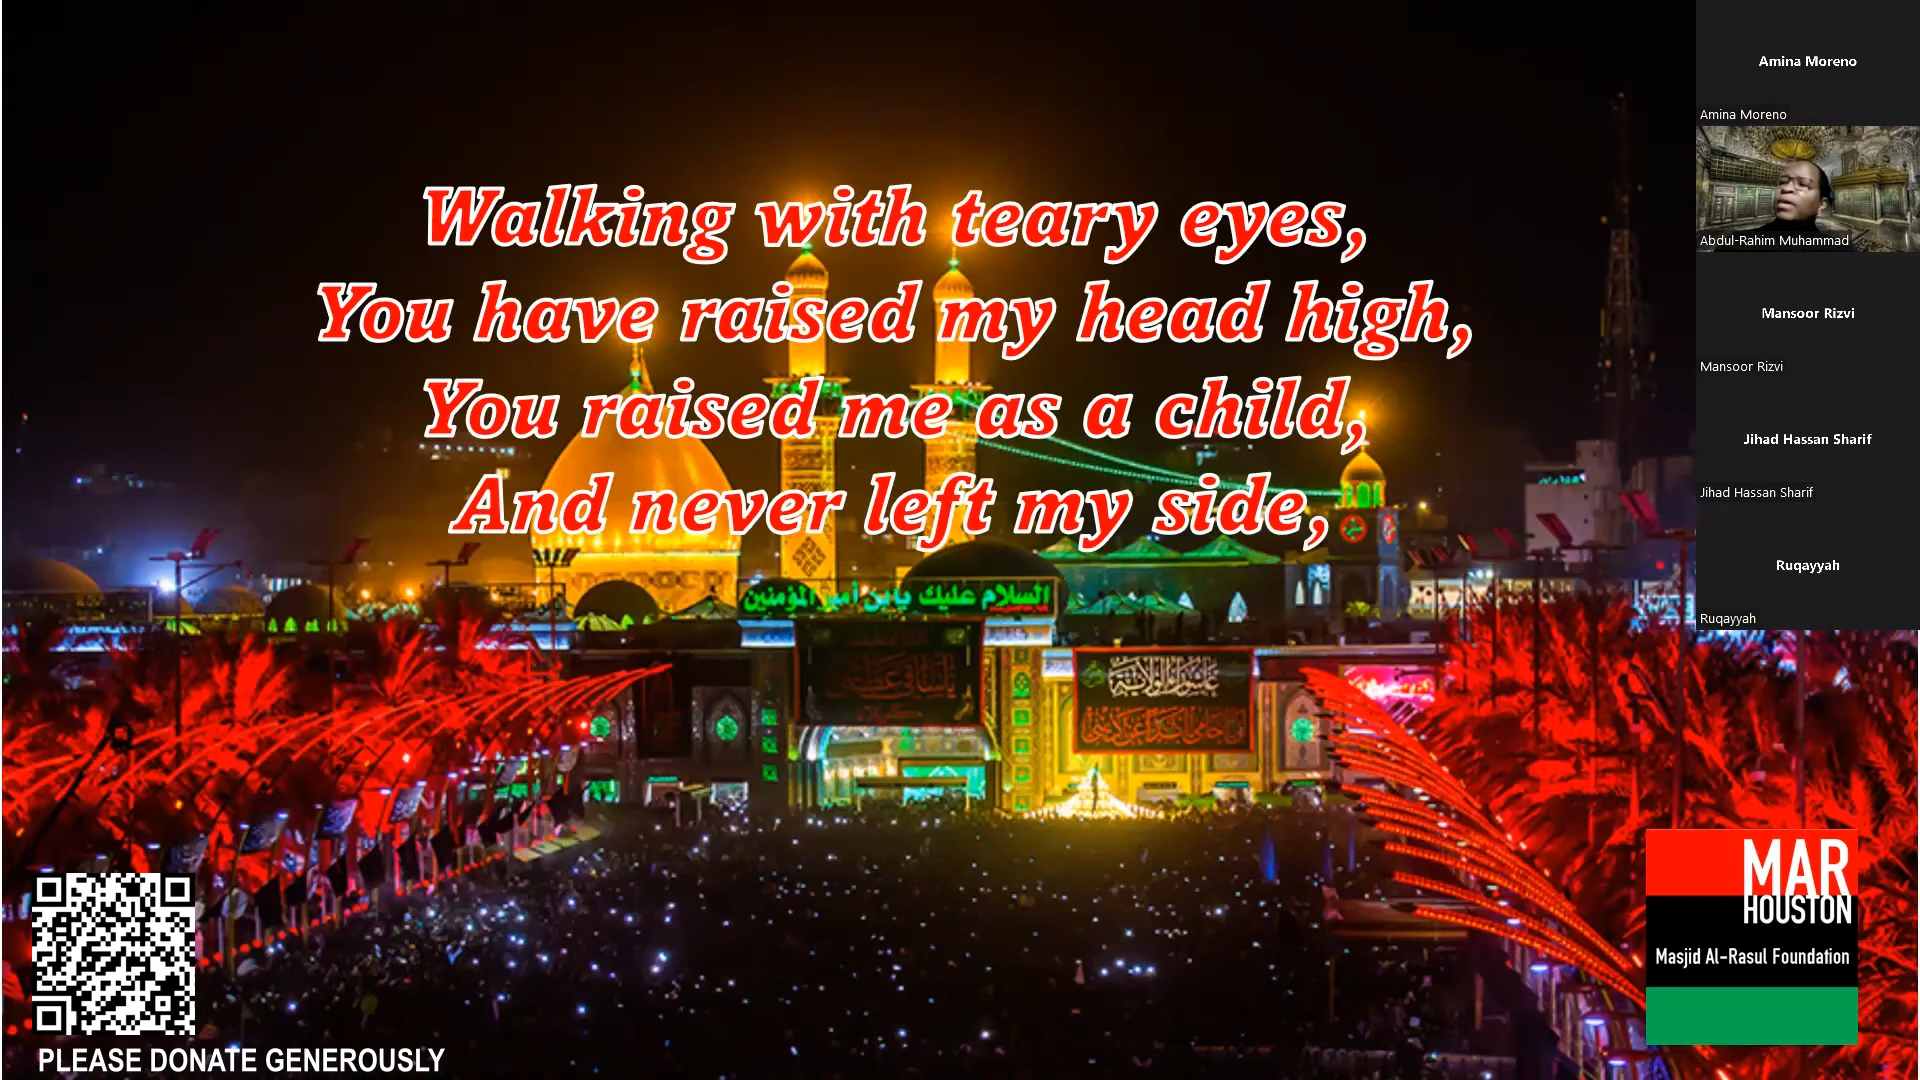 Walking with teary eyes,
You have raised my head high,
You raised me as a child,
And never left my side,
السلام عليك يابن أمير المؤمنين
Amina Moreno
Amina Moreno
Abdul-Rahim Muhammad
Mansoor Rizvi
Mansoor Rizvi
Jihad Hassan Sharif
Jihad Hassan Sharif
Ruqayyah
Ruqayyah
MAR
HOUSTON
Masjid Al-Rasul Foundation
PLEASE DONATE GENEROUSLY